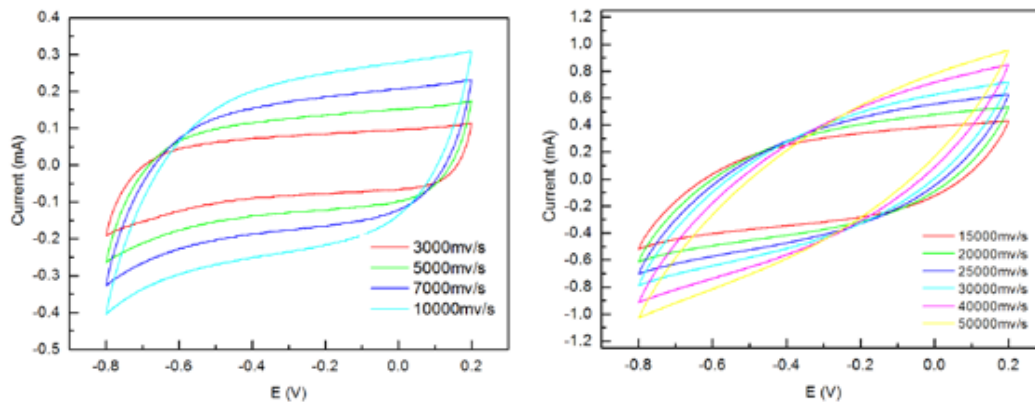 0.4
0.3
0.2
0.1
0.0
-0.1
-0.2
-0.3
-0.4
-0.5
Current (mA)
-0.8 -0.6 -0.4 -0.2 0.0 0.2
E (V)
3000mv/s
5000mv/s
7000mv/s
10000mv/s
1.2
1.0
0.8
0.6
0.4
0.2
0.0
-0.2
-0.4
-0.6
-0.8
-1.0
-1.2
Current (mA)
-0.8 -0.6 -0.4 -0.2 0.0 0.2
E (V)
15000mv/s
20000mv/s
25000mv/s
30000mv/s
40000mv/s
50000mv/s